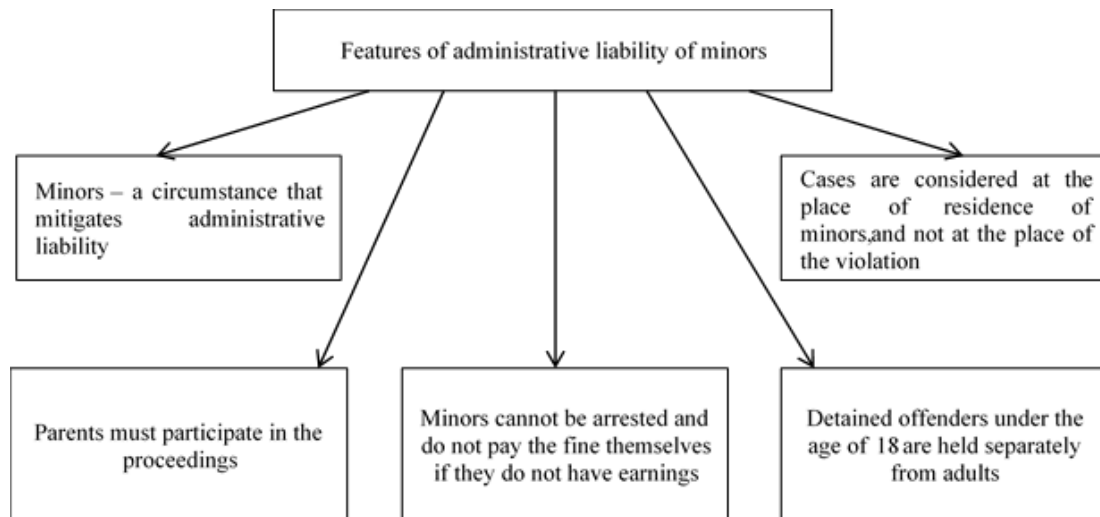 Features of administrative liability of minors
Minors – a circumstance that
mitigates administrative
liability
Cases are considered at the
place of residence of
minors,and not at the place of
the violation
Parents must participate in the
proceedings
Minors cannot be arrested and
do not pay the fine themselves
if they do not have earnings
Detained offenders under the
age of 18 are held separately
from adults